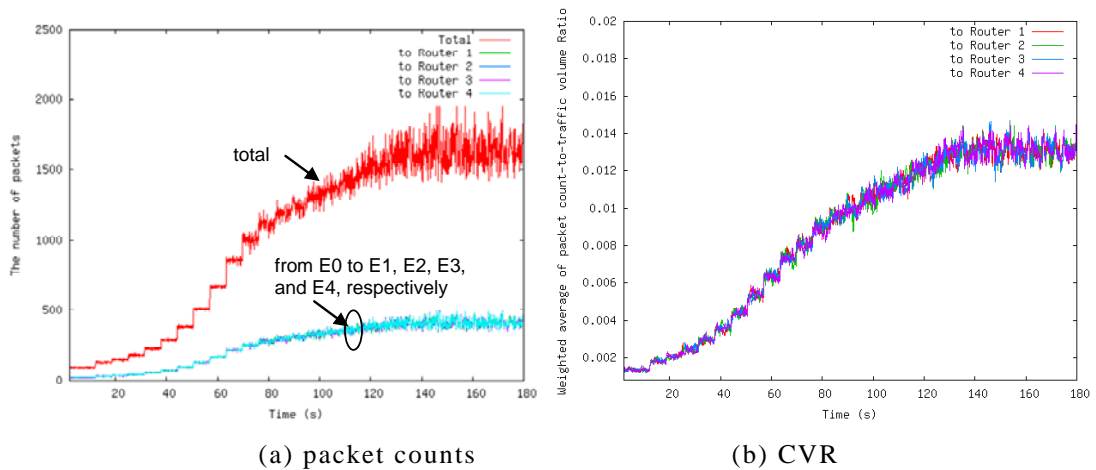 2500
2000
1500
1000
500
0
20 40 60 80 100 120 140 160 180
The number of packets
Time (s)
Total
to Router 1
to Router 2
to Router 3
to Router 4
total
from E0 to E1, E2, E3,
and E4, respectively
(a) packet counts
0.02
0.018
0.016
0.014
0.012
0.01
0.008
0.006
0.004
0.002
20 40 60 80 100 120 140 160 180
Weighted average of packet count-to-traffic volume Ratio
Time (s)
to Router 1
to Router 2
to Router 3
to Router 4
(b) CVR